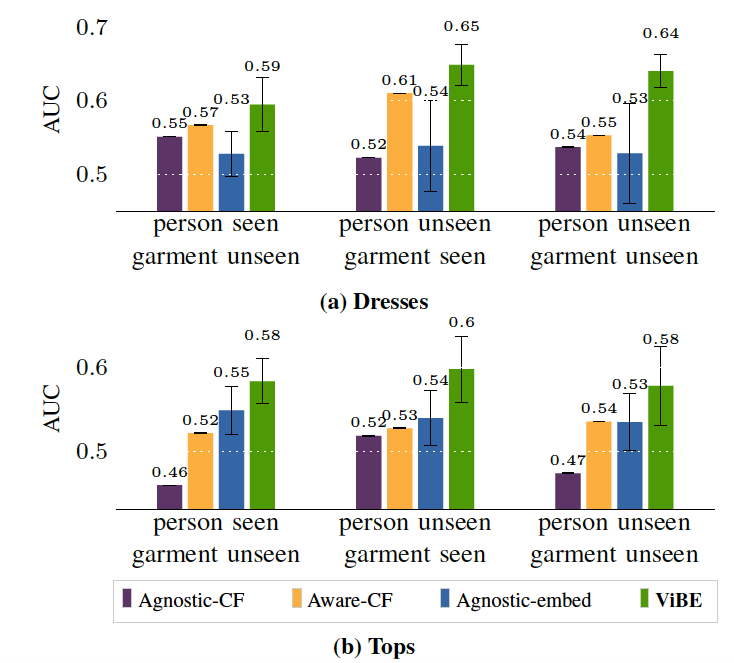 0.7
0.6
0.5
AUC
0.55 0.57 0.53 0.59
0.52 0.61 0.54 0.65
0.54 0.55 0.53 0.64
person seen person unseen person unseen
garment unseen garment seen garment unseen
(a) Dresses
0.6
0.5
AUC
0.46 0.52 0.55 0.58
0.52 0.53 0.54 0.6
0.47 0.54 0.53 0.58
person seen person unseen person unseen
garment unseen garment seen garment unseen
Agnostic-CF Aware-CF Agnostic-embed ViBE
(b) Tops